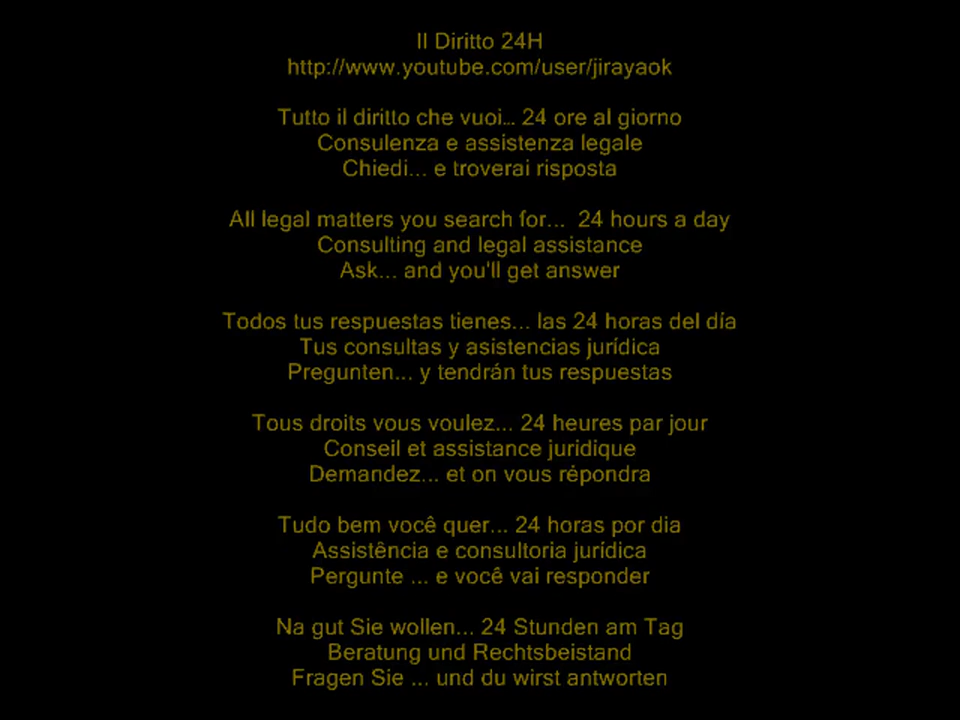 Il Diritto 24H
http://www.youtube.com/user/jirayaok
Tutto il diritto che vuoi... 24 ore al giorno
Consulenza e assistenza legale
Chiedi... e troverai risposta
All legal matters you search for...  24 hours a day
Consulting and legal assistance
Ask... and you'll get answer
Todos tus respuestas tienes... las 24 horas del día
Tus consultas y asistencias jurídica
Pregunten... y tendrán tus respuestas
Tous droits vous voulez... 24 heures par jour
Conseil et assistance juridique
Demandez... et on vous répondra
Tudo bem você quer... 24 horas por dia
Assistência e consultoria jurídica
Pergunte ... e você vai responder
Na gut Sie wollen... 24 Stunden am Tag
Beratung und Rechtsbeistand
Fragen Sie ... und du wirst antworten